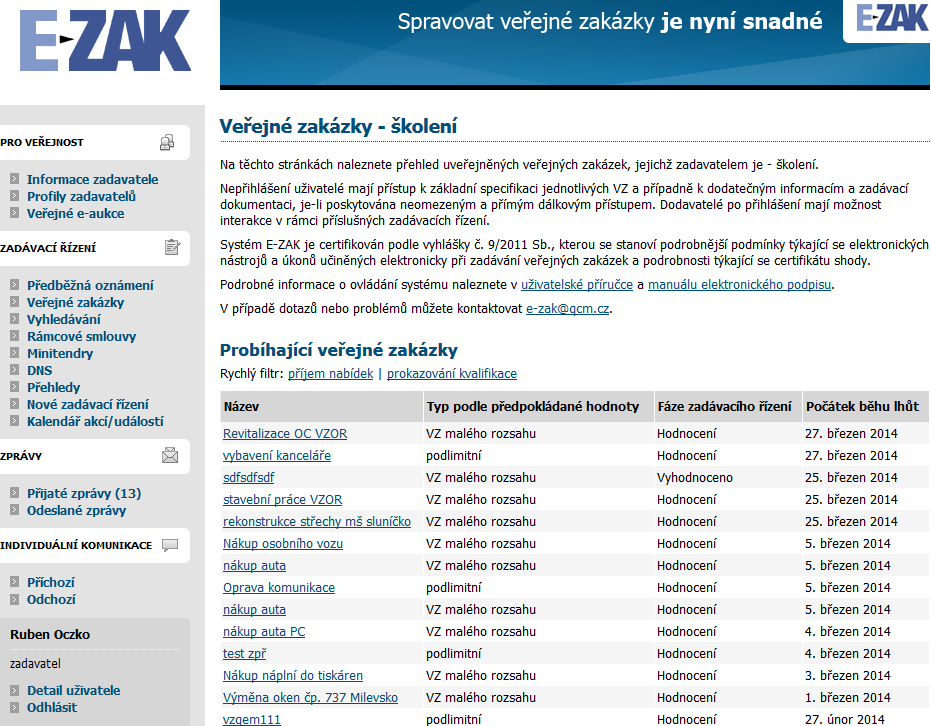 E-ZAK
Spravovat veřejné zakázky je nyní snadné
E-ZAK
PRO VEŘEJNOST
Informace zadavatele
Profily zadavatelů
Veřejné e-aukce
ZADÁVACÍ ŘÍZENÍ
Předběžná oznámení
Veřejné zakázky
Vyhledávání
Rámcové smlouvy
Minitendry
DNS
Přehledy
Nové zadávací řízení
Kalendář akcí/událostí
ZPRÁVY
Přijaté zprávy (13)
Odeslané zprávy
INDIVIDUÁLNÍ KOMUNIKACE
Příchozí
Odchozí
Ruben Oczko
zadavatel
Detail uživatele
Odhlásit
Veřejné zakázky - školení
Na těchto stránkách naleznete přehled uveřejněných veřejných zakázek, jejichž zadavatelem je - školení.
Nepřihlášení uživatelé mají přístup k základní specifikaci jednotlivých VZ a případně k dodatečným informacím a zadávací
dokumentaci, je-li poskytována neomezeným a přímým dálkovým přístupem. Dodavatelé po přihlášení mají možnost
interakce v rámci příslušných zadávacích řízení.
Systém E-ZAK je certifikován podle vyhlášky č. 9/2011 Sb., kterou se stanoví podrobnější podmínky týkající se elektronických
nástrojů a úkonů učiněných elektronicky při zadávání veřejných zakázek a podrobnosti týkající se certifikátu shody.
Podrobné informace o ovládání systému naleznete v uživatelské příručce a manuálu elektronického podpisu.
V případě dotazů nebo problémů můžete kontaktovat e-zak@qcm.cz.
Probíhající veřejné zakázky
Rychlý filtr: příjem nabídek | prokazování kvalifikace
Název Typ podle předpokládané hodnoty Fáze zadávacího řízení Počátek běhu lhůt
Revitalizace OC VZOR VZ malého rozsahu Hodnocení 27. březen 2014
vybavení kanceláře podlimitní Hodnocení 27. březen 2014
sdfsdfsdf VZ malého rozsahu Vyhodnoceno 25. březen 2014
stavební práce VZOR VZ malého rozsahu Hodnocení 25. březen 2014
rekonstrukce střechy mš sluníčko VZ malého rozsahu Hodnocení 25. březen 2014
Nákup osobního vozu VZ malého rozsahu Hodnocení 5. březen 2014
nákup auta VZ malého rozsahu Hodnocení 5. březen 2014
Oprava komunikace podlimitní Hodnocení 5. březen 2014
nákup auta VZ malého rozsahu Hodnocení 5. březen 2014
nákup auta PC VZ malého rozsahu Hodnocení 4. březen 2014
test zpř podlimitní Hodnocení 4. březen 2014
Nákup náplní do tiskáren VZ malého rozsahu Hodnocení 3. březen 2014
Výměna oken čp. 737 Milevsko VZ malého rozsahu Hodnocení 1. březen 2014
vzgem111 podlimitní Hodnocení 27. únor 2014